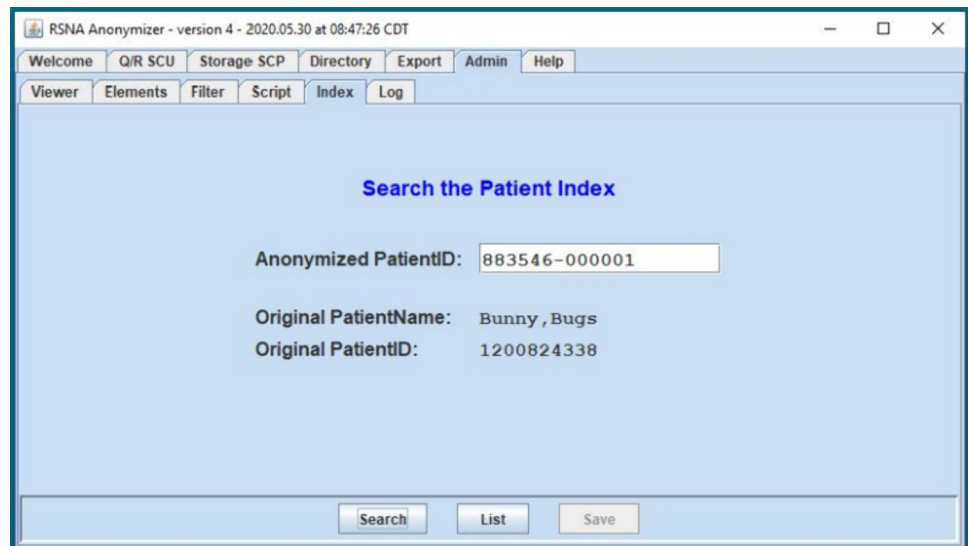 RSNA Anonymizer - version 4 - 2020.05.30 at 08:47:26 CDT
Welcome Q/R SCU Storage SCP Directory Export Admin Help
Viewer Elements Filter Script Index Log
Search the Patient Index
Anonymized PatientID: 883546-000001
Original PatientName: Bunny,Bugs
Original PatientID: 1200824338
Search List Save